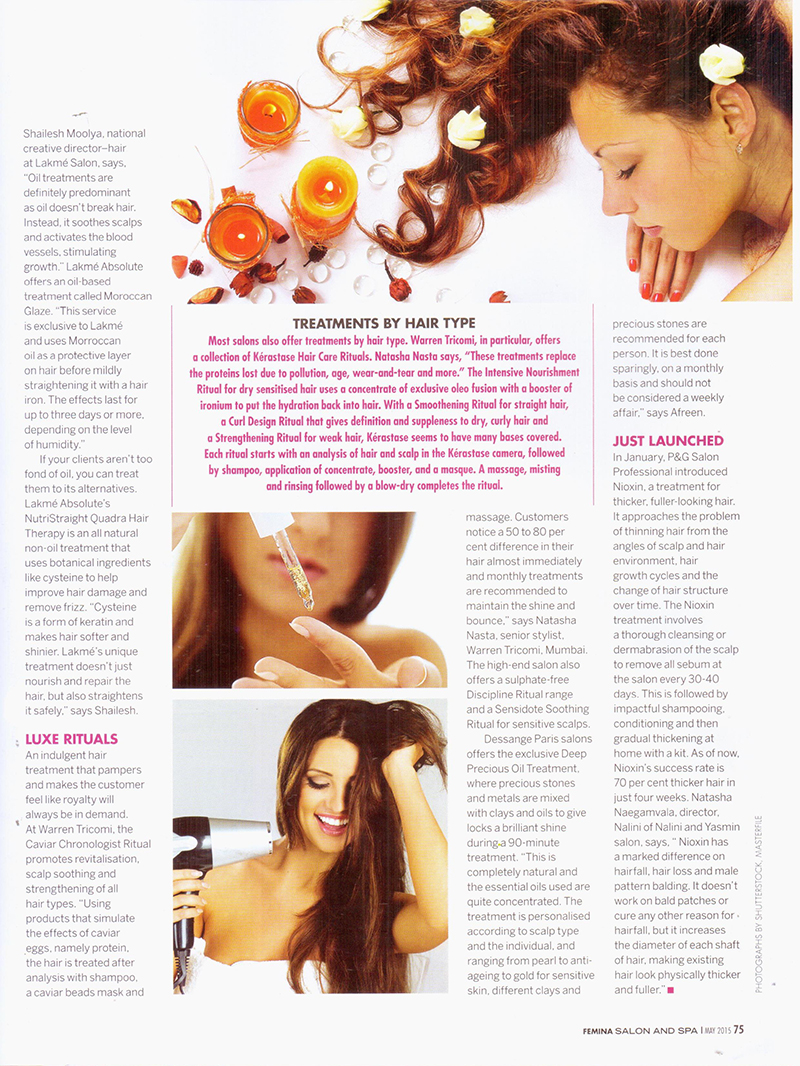 Shailesh Moolya, national
creative director–hair
at Lakmé Salon, says,
“Oil treatments are
definitely predominant
as oil doesn’t break hair.
Instead, it soothes scalps
and activates the blood
vessels, stimulating
growth.” Lakmé Absolute
offers an oil-based
treatment called Moroccan
Glaze. “This service
is exclusive to Lakmé
and uses Morroccan
oil as a protective layer
on hair before mildly
straightening it with a hair
iron. The effects last for
up to three days or more,
depending on the level
of humidity.”
If your clients aren’t too
fond of oil, you can treat
them to its alternatives.
Lakmé Absolute’s
NutriStraight Quadra Hair
Therapy is an all natural
non-oil treatment that
uses botanical ingredients
like cysteine to help
improve hair damage and
remove frizz. “Cysteine
is a form of keratin and
makes hair softer and
shinier. Lakmé’s unique
treatment doesn’t just
nourish and repair the
hair, but also straightens
it safely,” says Shailesh.
LUXE RITUALS
An indulgent hair
treatment that pampers
and makes the customer
feel like royalty will
always be in demand.
At Warren Tricomi, the
Caviar Chronologist Ritual
promotes revitalisation,
scalp soothing and
strengthening of all
hair types. “Using
products that simulate
the effects of caviar
eggs, namely protein,
the hair is treated after
analysis with shampoo,
a caviar beads mask and
TREATMENTS BY HAIR TYPE
Most salons also offer treatments by hair type. Warren Tricomi, in particular, offers
a collection of Kérastase Hair Care Rituals. Natasha Nasta says, “These treatments replace
the proteins lost due to pollution, age, wear-and-tear and more.” The Intensive Nourishment
Ritual for dry sensitised hair uses a concentrate of exclusive oleo fusion with a booster of
ironium to put the hydration back into hair. With a Smoothening Ritual for straight hair,
a Curl Design Ritual that gives definition and suppleness to dry, curly hair and
a Strengthening Ritual for weak hair, Kérastase seems to have many bases covered.
Each ritual starts with an analysis of hair and scalp in the Kérastase camera, followed
by shampoo, application of concentrate, booster, and a masque. A massage, misting
and rinsing followed by a blow-dry completes the ritual.
massage. Customers
notice a 50 to 80 per
cent difference in their
hair almost immediately
and monthly treatments
are recommended to
maintain the shine and
bounce,” says Natasha
Nasta, senior stylist,
Warren Tricomi, Mumbai.
The high-end salon also
offers a sulphate-free
Discipline Ritual range
and a Sensidote Soothing
Ritual for sensitive scalps.
Dessange Paris salons
offers the exclusive Deep
Precious Oil Treatment,
where precious stones
and metals are mixed
with clays and oils to give
locks a brilliant shine
during a 90-minute
treatment. “This is
completely natural and
the essential oils used are
quite concentrated. The
treatment is personalised
according to scalp type
and the individual, and
ranging from pearl to anti-
ageing to gold for sensitive
skin, different clays and
precious stones are
recommended for each
person. It is best done
sparingly, on a monthly
basis and should not
be considered a weekly
affair,” says Afreen.
JUST LAUNCHED
In January, P&G Salon
Professional introduced
Nioxin, a treatment for
thicker, fuller-looking hair.
It approaches the problem
of thinning hair from the
angles of scalp and hair
environment, hair
growth cycles and the
change of hair structure
over time. The Nioxin
treatment involves
a thorough cleansing or
dermabrasion of the scalp
to remove all sebum at
the salon every 30-40
days. This is followed by
impactful shampooing,
conditioning and then
gradual thickening at
home with a kit. As of now,
Nioxin’s success rate is
70 per cent thicker hair in
just four weeks. Natasha
Naegamvala, director,
Nalini of Nalini and Yasmin
salon, says, “ Nioxin has
a marked difference on
hairfall, hair loss and male
pattern balding. It doesn’t
work on bald patches or
cure any other reason for
hairfall, but it increases
the diameter of each shaft
of hair, making existing
hair look physically thicker
and fuller.”
PHOTOGRAPHS BY SHUTTERSTOCK, MASTERFILE
FEMINA SALON AND SPA | MAY 2015 75